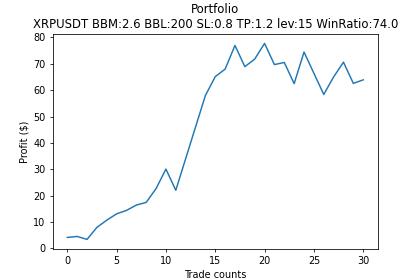 Portfolio
XRPUSDT BBM:2.6 BBL:200 SL:0.8 TP:1.2 lev:15 WinRatio:74.0
80
70
60
50
40
30
20
10
0
Profit ($)
0 5 10 15 20 25 30
Trade counts